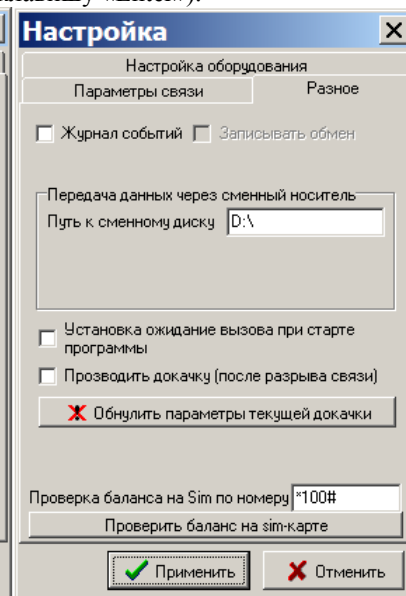 Настройка
Настройка оборудования
Параметры связи Разное
Журнал событий Записывать обмен
Передача данных через сменный носитель
Путь к сменному диску D:\
Установка ожидание вызова при старте
программы
Прозводить докачку (после разрыва связи)
Обнулить параметры текущей докачки
Проверка баланса на Sim по номеру *100#
Проверить баланс на sim-карте
Применить Отменить